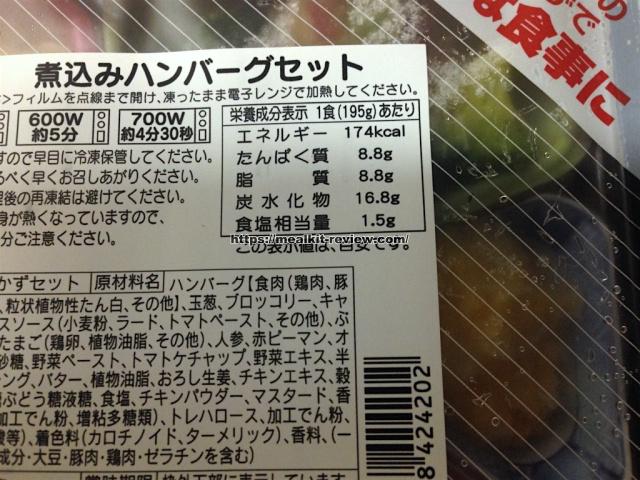 の
で
な食事に
煮込みハンバーグセット
>フィルムを点線まで開け、凍ったまま電子レンジで加熱してください。
600W 約5分
700W 約4分30秒
栄養成分表示 1食(195g)あたり
エネルギー 174kcal
たんぱく質 8.8g
脂質 8.8g
炭水化物 16.8g
食塩相当量 1.5g
この表示値は、目安です。
https://mealkit-review.com/
すので早目に冷凍保管してください。
るべく早くお召しあがりください。
後の再凍結は避けてください。
身が熱くなっていますので、
分ご注意ください。
かずセット 原材料名 ハンバーグ【食肉(鶏肉、豚
、粒状植物性たん白、その他】、玉葱、ブロッコリー、キャ
スソース(小麦粉、ラード、トマトペースト、その他)、ぶ
たまご(鶏卵、植物油脂、その他)、人参、赤ピーマン、オ
砂糖、野菜ペースト、トマトケチャップ、野菜エキス、半
ング、バター、植物油脂、おろし生姜、チキンエキス、穀
ぶどう糖液糖、食塩、チキンパウダー、マスタード、香
加工でん粉、増粘多糖類)、トレハロース、加工でん粉、
等)、着色料(カロチノイド、ターメリック)、香料、(一
成分・大豆・豚肉・鶏肉・ゼラチンを含む)
枠外下部に表示しています
8424202